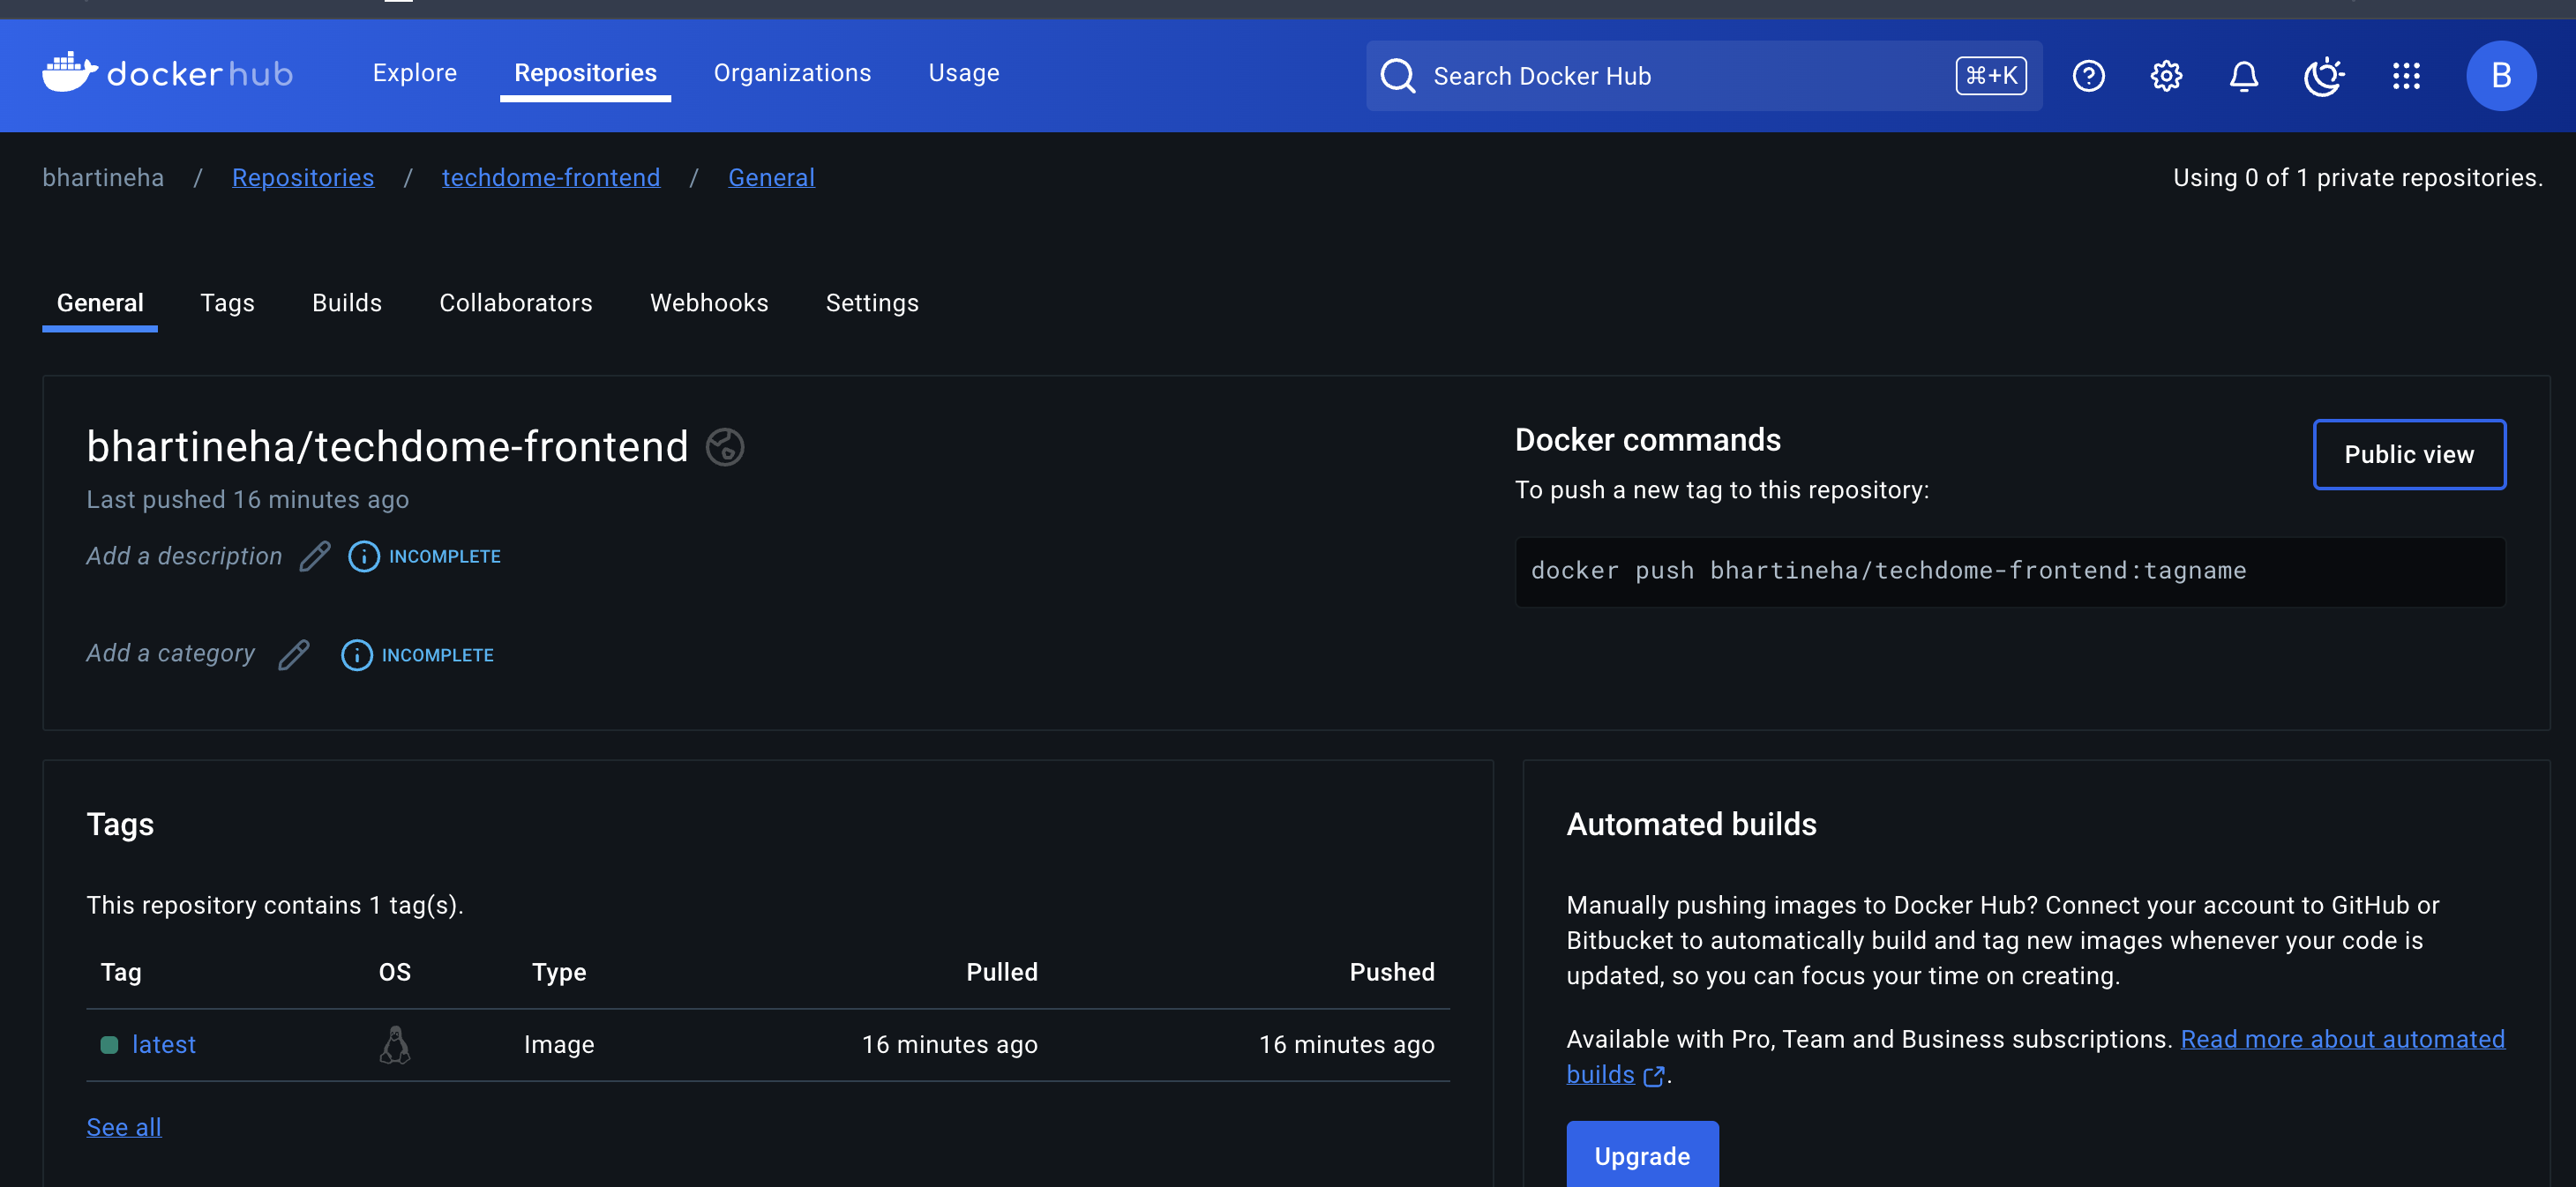 dockerhub Explore Repositories Organizations Usage Search Docker Hub ⌘+K B
bhartineha / Repositories / techdome-frontend / General Using 0 of 1 private repositories.
General Tags Builds Collaborators Webhooks Settings
bhartineha/techdome-frontend
Last pushed 16 minutes ago
Add a description INCOMPLETE
Add a category INCOMPLETE
Docker commands
Public view
To push a new tag to this repository:
docker push bhartineha/techdome-frontend:tagname
Tags
This repository contains 1 tag(s).
Tag OS Type Pulled Pushed
latest Image 16 minutes ago 16 minutes ago
See all
Automated builds
Manually pushing images to Docker Hub? Connect your account to GitHub or
Bitbucket to automatically build and tag new images whenever your code is
updated, so you can focus your time on creating.
Available with Pro, Team and Business subscriptions. Read more about automated
builds.
Upgrade